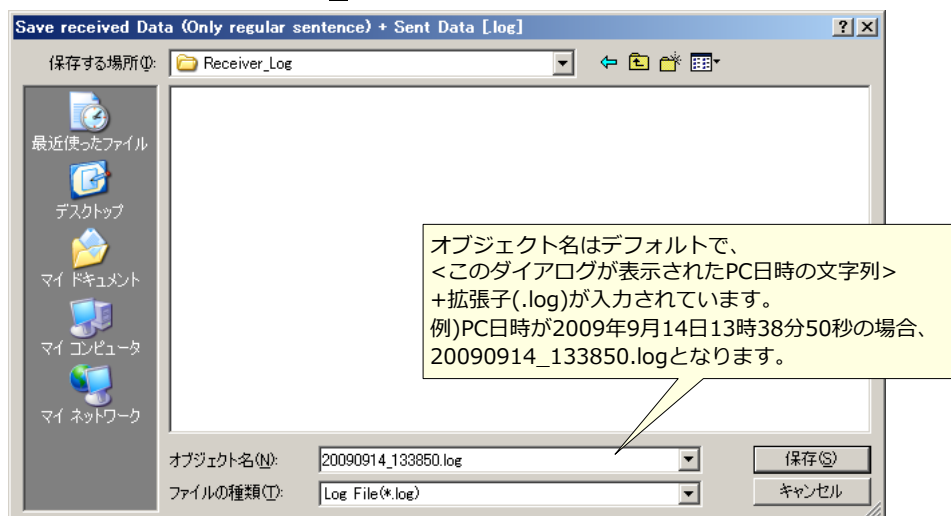 Save received Data (Only regular sentence) + Sent Data [.log]
保存する場所(I):
Receiver_Log
最近使ったファイル
デスクトップ
マイ ドキュメント
マイ コンピュータ
マイ ネットワーク
オブジェクト名はデフォルトで、
<このダイアログが表示されたPC日時の文字列>
+拡張子(.log)が入力されています。
例)PC日時が2009年9月14日13時38分50秒の場合、
20090914_133850.logとなります。
オブジェクト名(N):
20090914_133850.log
保存(S)
ファイルの種類(T):
Log File(*.log)
キャンセル